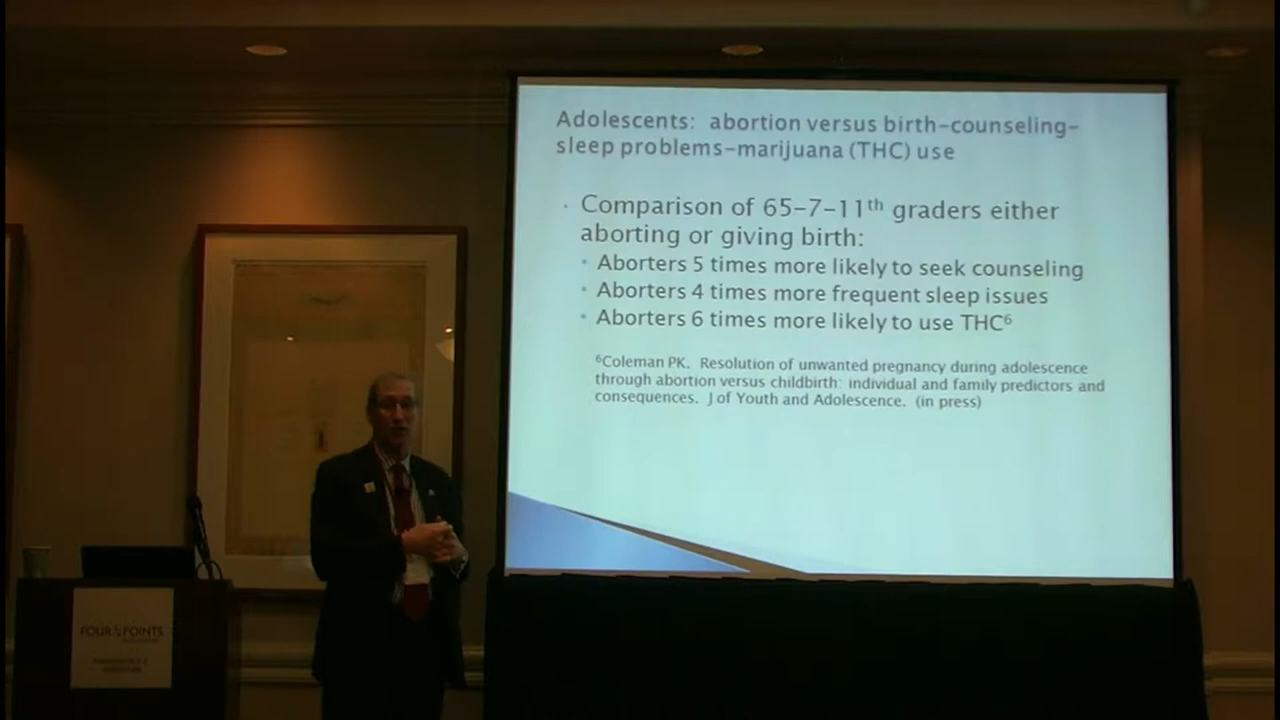 Adolescents: abortion versus birth-counseling-
sleep problems-marijuana (THC) use
Comparison of 65-7-11th graders either
aborting or giving birth:
Aborters 5 times more likely to seek counseling
Aborters 4 times more frequent sleep issues
Aborters 6 times more likely to use THC6
6Coleman PK. Resolution of unwanted pregnancy during adolescence
through abortion versus childbirth: individual and family predictors and
consequences. J of Youth and Adolescence. (in press)
FOUR POINTS